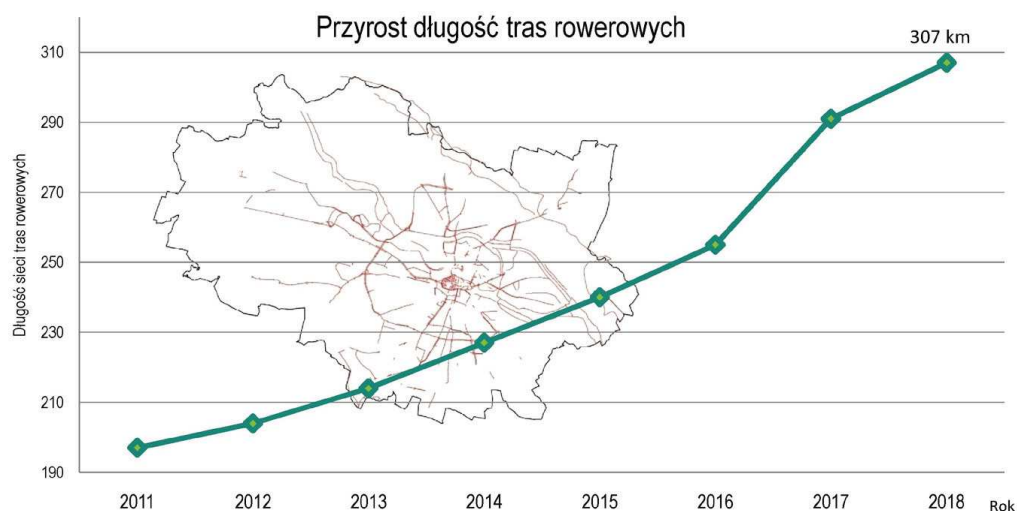 Przyrost długość tras rowerowych
307 km
310
290
270
250
230
210
190
Długość sieci tras rowerowych
2011 2012 2013 2014 2015 2016 2017 2018 Rok